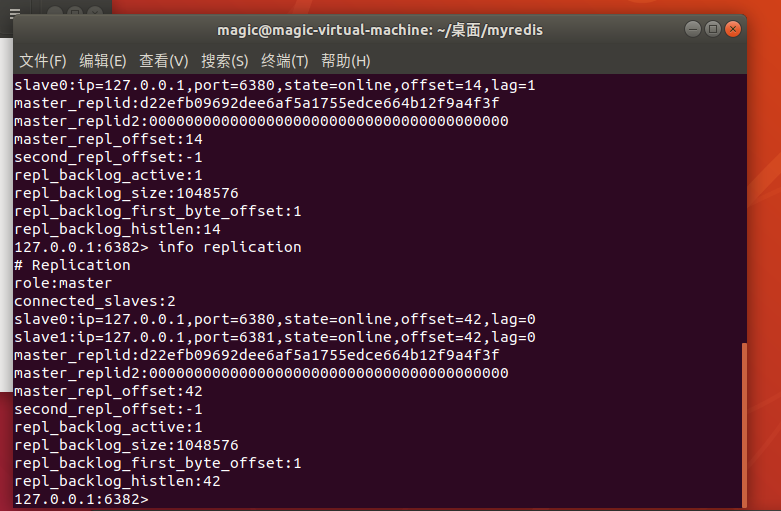 magic@magic-virtual-machine: ~/桌面/myredis
文件(F) 编辑(E) 查看(V) 搜索(S) 终端(T) 帮助(H)
slave0:ip=127.0.0.1,port=6380,state=online,offset=14,lag=1
master_replid:d22efb09692dee6af5a1755edce664b12f9a4f3f
master_replid2:0000000000000000000000000000000000000000
master_repl_offset:14
second_repl_offset:-1
repl_backlog_active:1
repl_backlog_size:1048576
repl_backlog_first_byte_offset:1
repl_backlog_histlen:14
127.0.0.1:6382> info replication
# Replication
role:master
connected_slaves:2
slave0:ip=127.0.0.1,port=6380,state=online,offset=42,lag=0
slave1:ip=127.0.0.1,port=6381,state=online,offset=42,lag=0
master_replid:d22efb09692dee6af5a1755edce664b12f9a4f3f
master_replid2:0000000000000000000000000000000000000000
master_repl_offset:42
second_repl_offset:-1
repl_backlog_active:1
repl_backlog_size:1048576
repl_backlog_first_byte_offset:1
repl_backlog_histlen:42
127.0.0.1:6382>